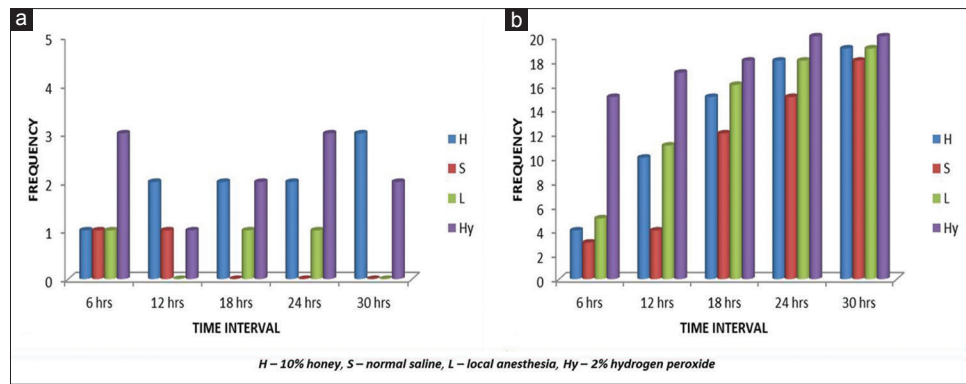 a
5
4
3
2
1
0
FREQUENCY
6 hrs 12 hrs 18 hrs 24 hrs 30 hrs
TIME INTERVAL
H
S
L
Hy
b
20
18
16
14
12
10
8
6
4
2
0
FREQUENCY
6 hrs 12 hrs 18 hrs 24 hrs 30 hrs
TIME INTERVAL
H
S
L
Hy
H – 10% honey, S – normal saline, L – local anesthesia, Hy – 2% hydrogen peroxide